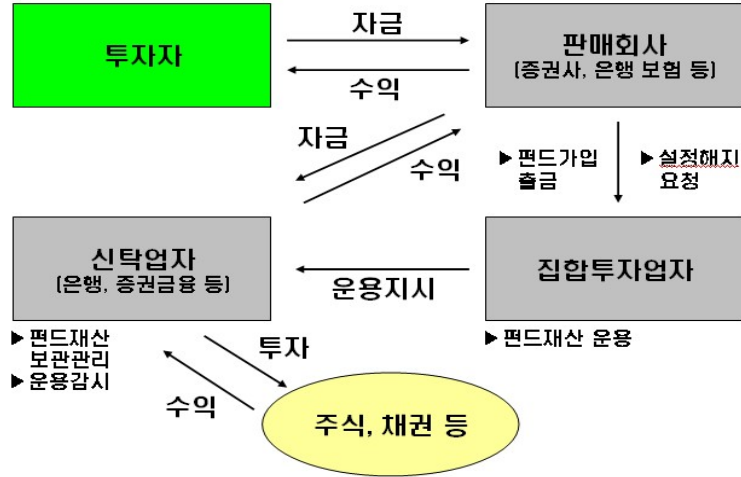 투자자
자금
수익
판매회사
(증권사, 은행 보험 등)
자금
수익
▶ 펀드가입
출금
▶ 설정해지
요청
신탁업자
(은행, 증권금융 등)
운용지시
집합투자업자
▶ 펀드재산
보관관리
▶ 운용감시
▶ 펀드재산 운용
투자
수익
주식, 채권 등